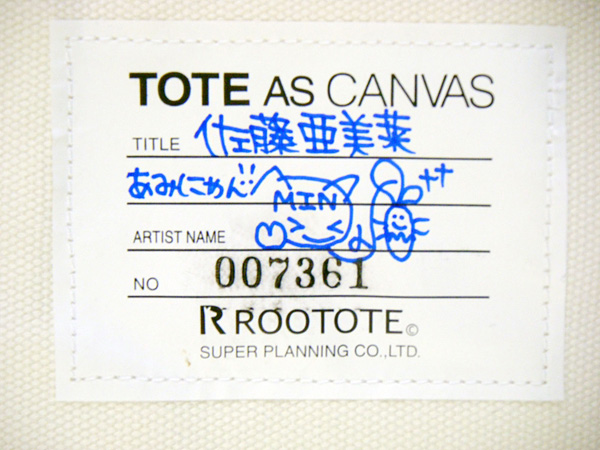 TOTE AS CANVAS
TITLE 佐藤亜美菜
あみにゃん
MIN
ARTIST NAME
NO 007361
R ROOTOTE©
SUPER PLANNING CO.,LTD.